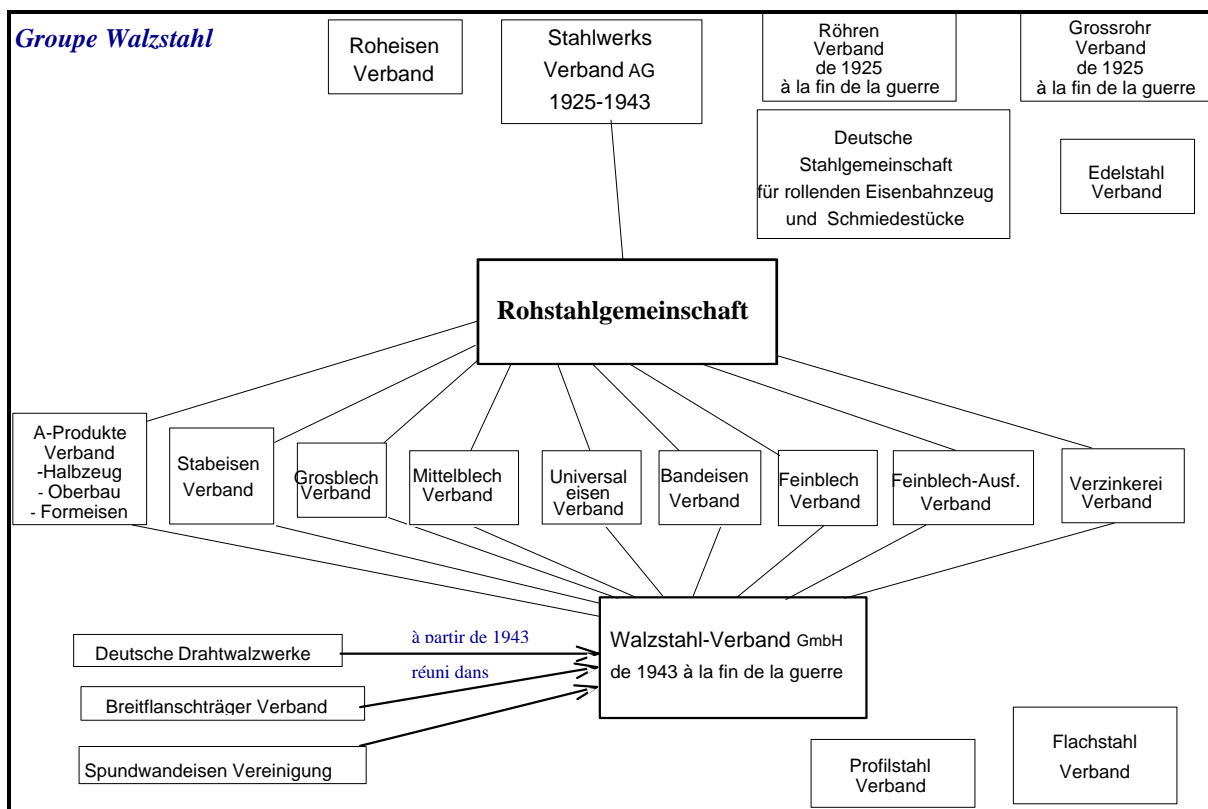 Groupe Walzstahl
Roheisen
Verband
Stahlwerks
Verband AG
1925-1943
Röhren
Verband
de 1925
à la fin de la guerre
Grossrohr
Verband
de 1925
à la fin de la guerre
Deutsche
Stahlgemeinschaft
für rollenden Eisenbahnzeug
und Schmiedestücke
Edelstahl
Verband
Rohstahlgemeinschaft
A-Produkte
Verband
-Halbzeug
- Oberbau
- Formeisen
Stabeisen
Verband
Grosblech
Verband
Mittelblech
Verband
Universal
eisen
Verband
Bandeisen
Verband
Feinblech
Verband
Feinblech-Ausf.
Verband
Verzinkerei
Verband
Deutsche Drahtwalzwerke
à partir de 1943
réuni dans
Breitflanschträger Verband
Spundwandeisen Vereinigung
Walzstahl-Verband GmbH
de 1943 à la fin de la guerre
Profilstahl
Verband
Flachstahl
Verband